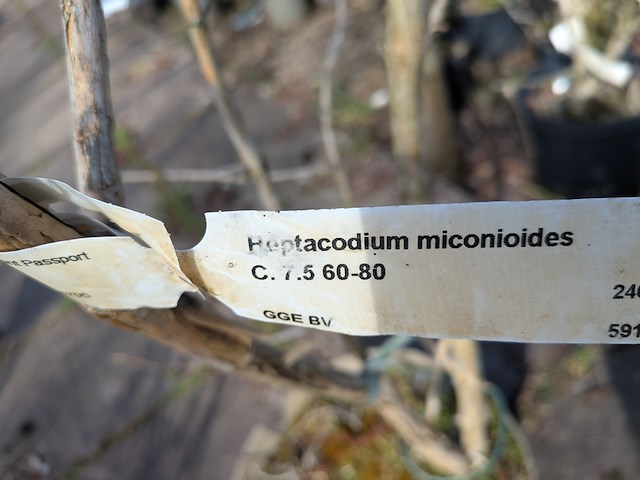 Heptacodium miconioides
C. 7.5 60-80
GGE BV
240
591
Passport